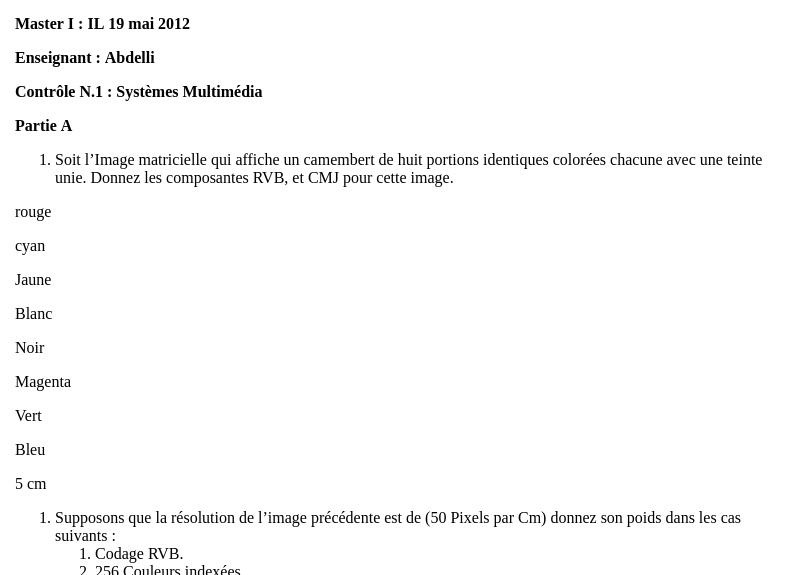 Master I : IL 19 mai 2012
Enseignant : Abdelli
Contrôle N.1 : Systèmes Multimédia
Partie A
1. Soit l’Image matricielle qui affiche un camembert de huit portions identiques colorées chacune avec une teinte
unie. Donnez les composantes RVB, et CMJ pour cette image.
rouge
cyan
Jaune
Blanc
Noir
Magenta
Vert
Bleu
5 cm
1. Supposons que la résolution de l’image précédente est de (50 Pixels par Cm) donnez son poids dans les cas
suivants :
1. Codage RVB.
2. 256 Couleurs indexées